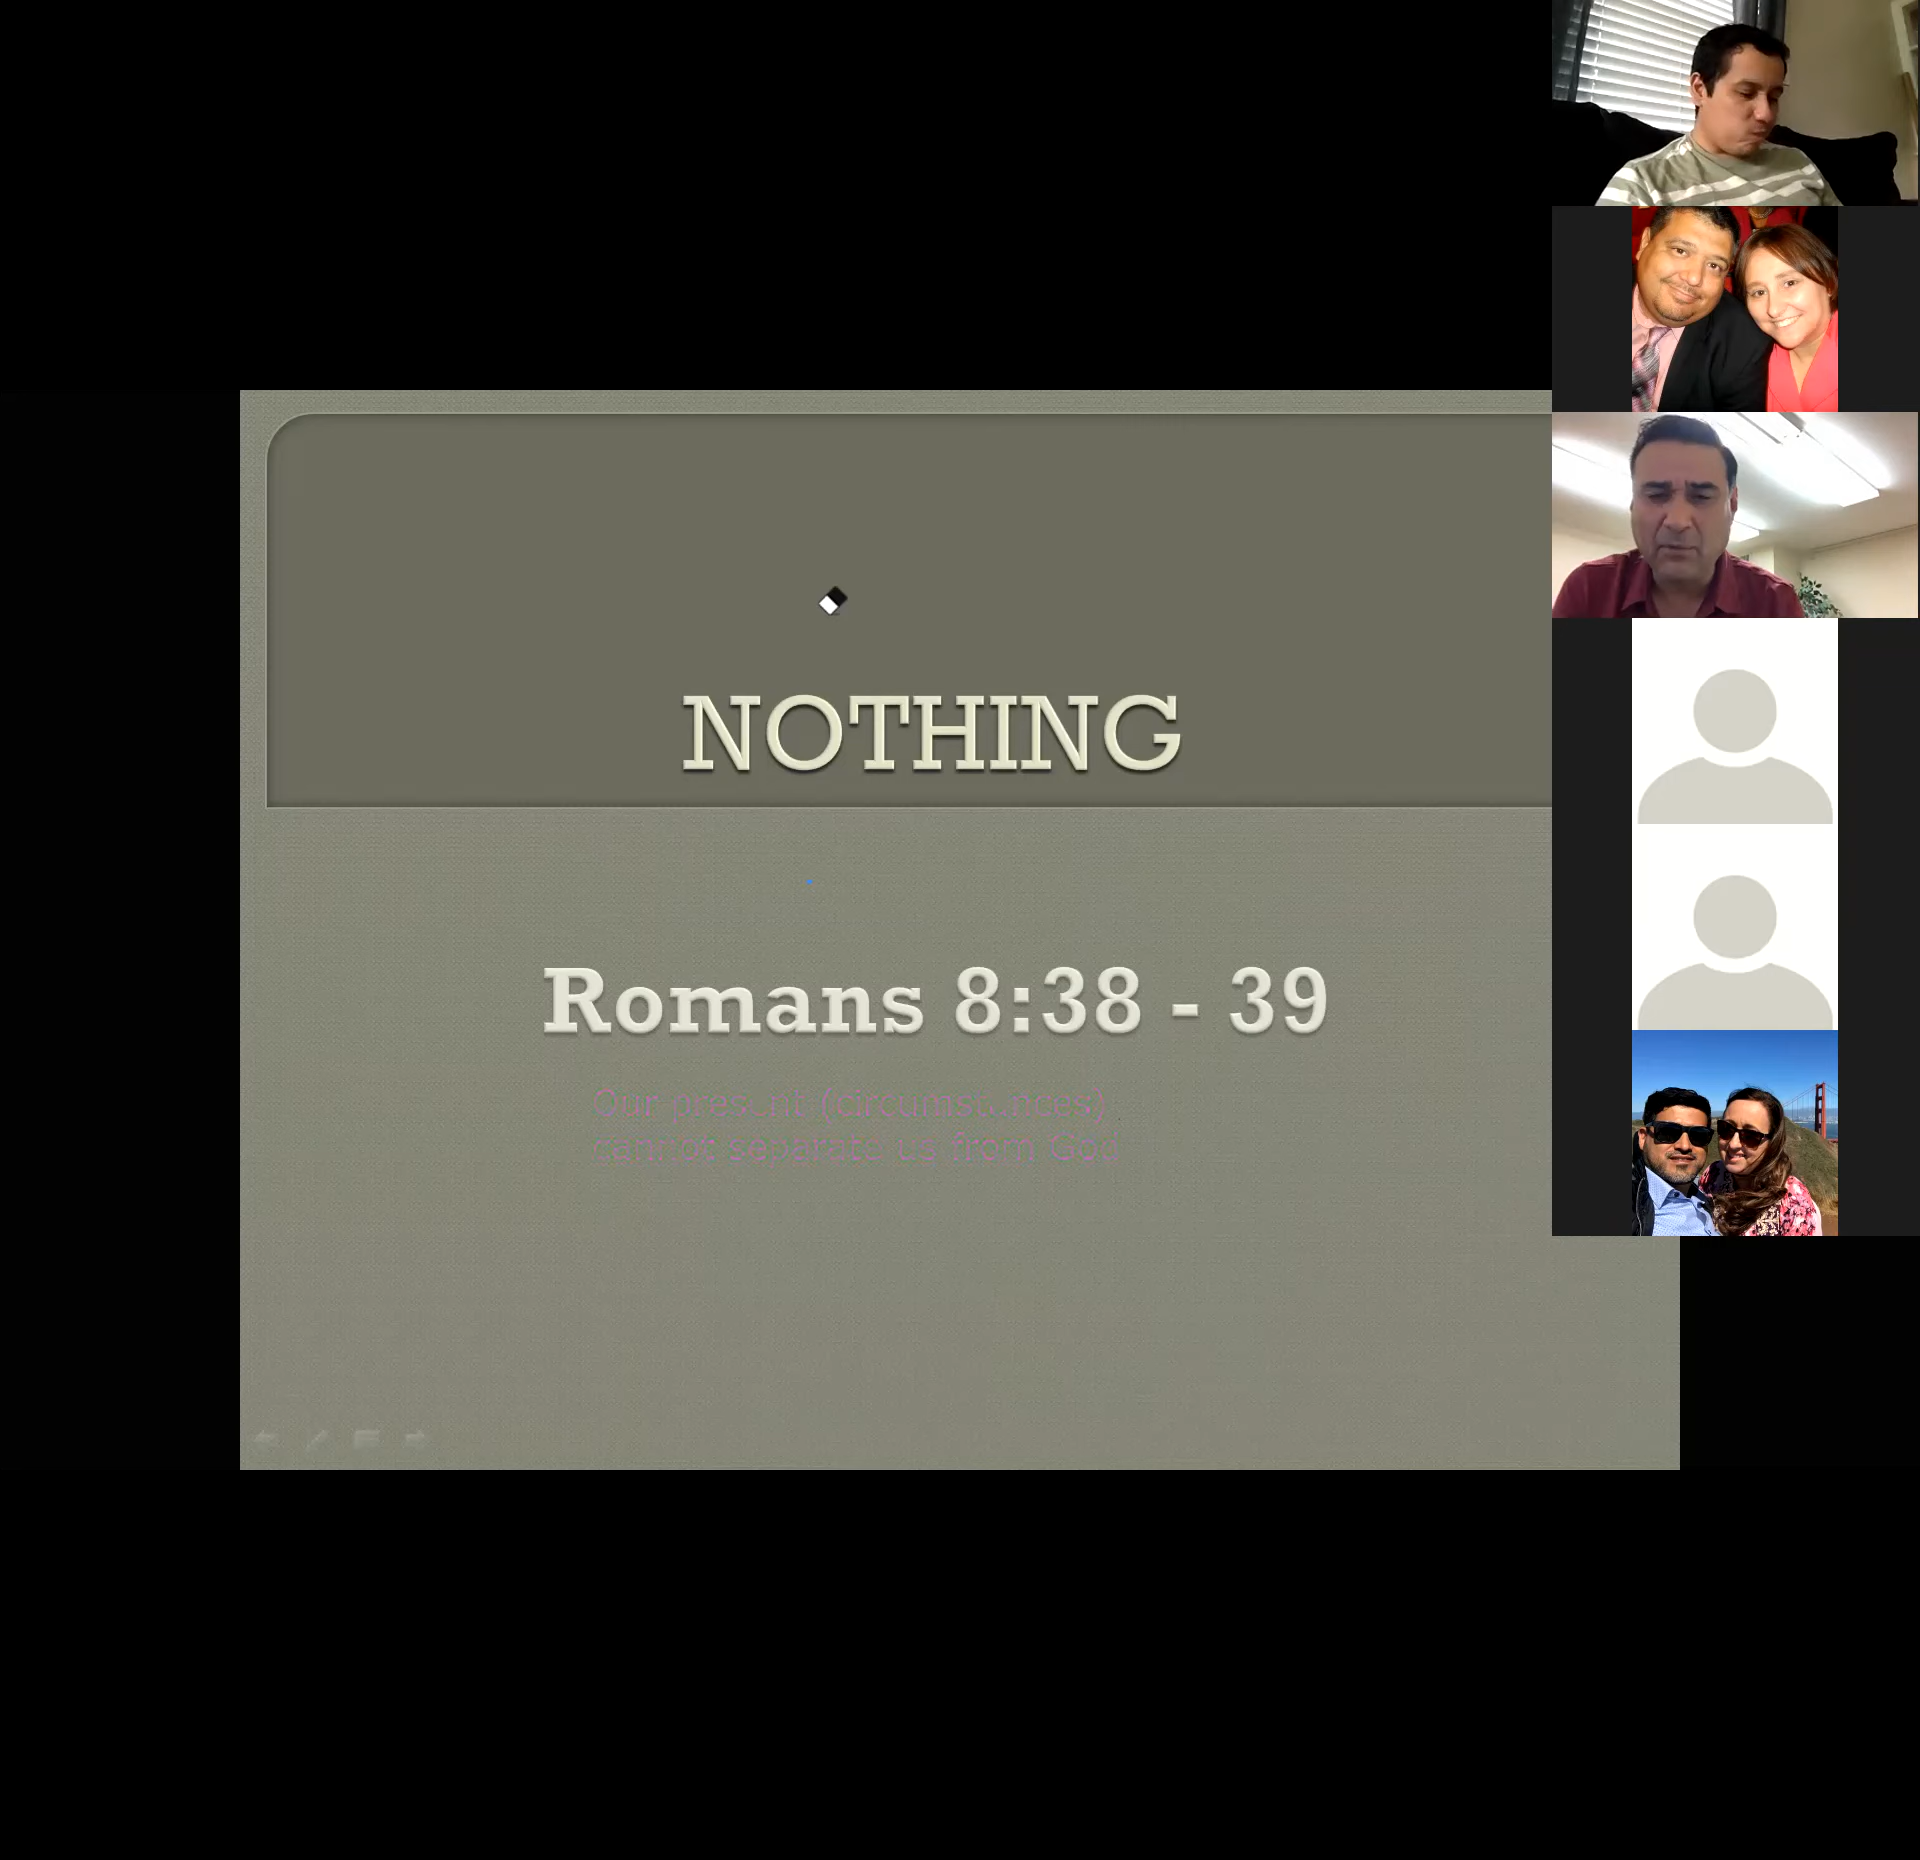 NOTHING
Romans 8:38 - 39
Our present (circumstances)
cannot separate us from God